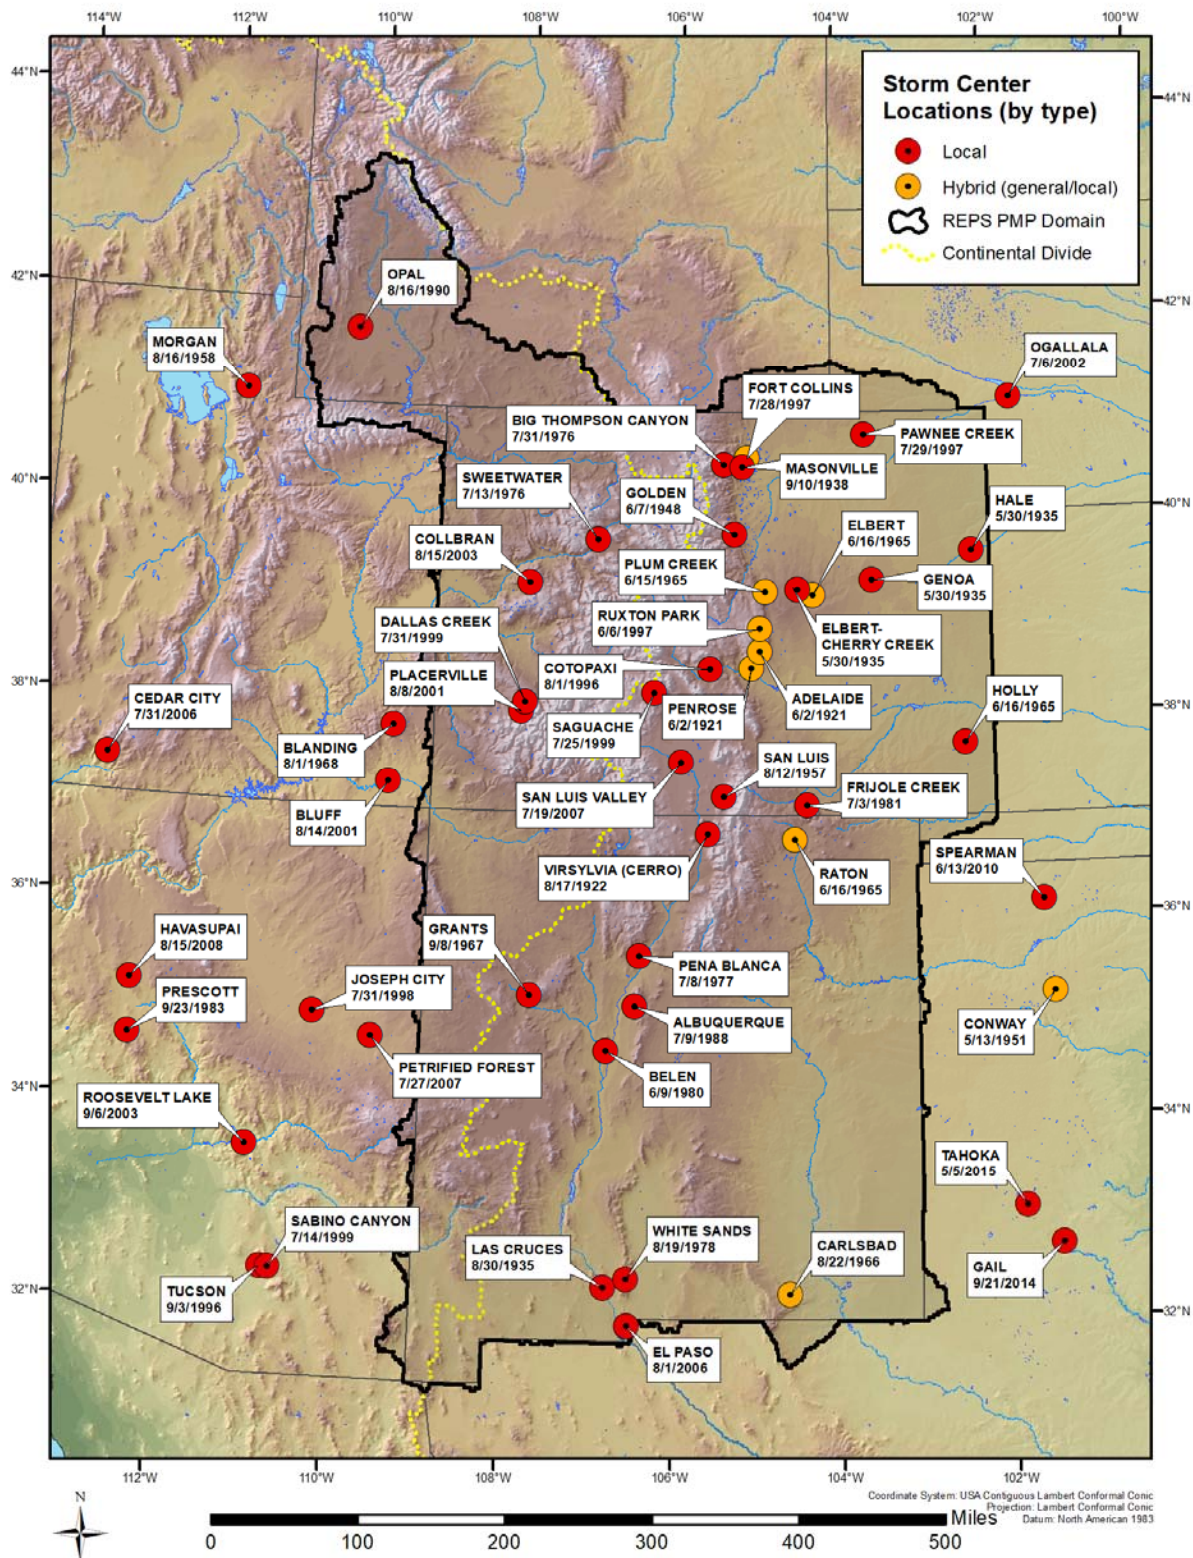 114°W
112°W
110°W
108°W
106°W
104°W
102°W
100°W
44°N
44°N
Storm Center
Locations (by type)
Local
Hybrid (general/local)
REPS PMP Domain
Continental Divide
42°N
42°N
OPAL
8/16/1990
MORGAN
8/16/1958
OGALLALA
7/6/2002
FORT COLLINS
7/28/1997
BIG THOMPSON CANYON
7/31/1976
PAWNEE CREEK
7/29/1997
MASONVILLE
9/10/1938
SWEETWATER
7/13/1976
GOLDEN
6/7/1948
40°N
40°N
HALE
5/30/1935
ELBERT
6/16/1965
COLLBRAN
8/15/2003
PLUM CREEK
6/15/1965
GENOA
5/30/1935
DALLAS CREEK
7/31/1999
RUXTON PARK
6/6/1997
ELBERT-
CHERRY CREEK
5/30/1935
PLACERVILLE
8/8/2001
COTOPAXI
8/1/1996
38°N
38°N
CEDAR CITY
7/31/2006
SAGUACHE
7/25/1999
PENROSE
6/2/1921
ADELAIDE
6/2/1921
HOLLY
6/16/1965
BLANDING
8/1/1968
SAN LUIS
8/12/1957
BLUFF
8/14/2001
SAN LUIS VALLEY
7/19/2007
FRIJOLE CREEK
7/3/1981
VIRSYLVIA (CERRO)
8/17/1922
RATON
6/16/1965
SPEARMAN
6/13/2010
36°N
36°N
HAVASUPAI
8/15/2008
GRANTS
9/8/1967
PRESCOTT
9/23/1983
JOSEPH CITY
7/31/1998
PENA BLANCA
7/8/1977
ALBUQUERQUE
7/9/1988
CONWAY
5/13/1951
PETRIFIED FOREST
7/27/2007
BELEN
6/9/1980
34°N
34°N
ROOSEVELT LAKE
9/6/2003
TAHOKA
5/5/2015
SABINO CANYON
7/14/1999
WHITE SANDS
8/19/1978
LAS CRUCES
8/30/1935
CARLSBAD
8/22/1966
GAIL
9/21/2014
TUCSON
9/3/1996
32°N
32°N
EL PASO
8/1/2006
112°W
110°W
108°W
106°W
104°W
102°W
Coordinate System: USA Contiguous Lambert Conformal Conic
Projection: Lambert Conformal Conic
Datum: North American 1983
N
Miles
0
100
200
300
400
500